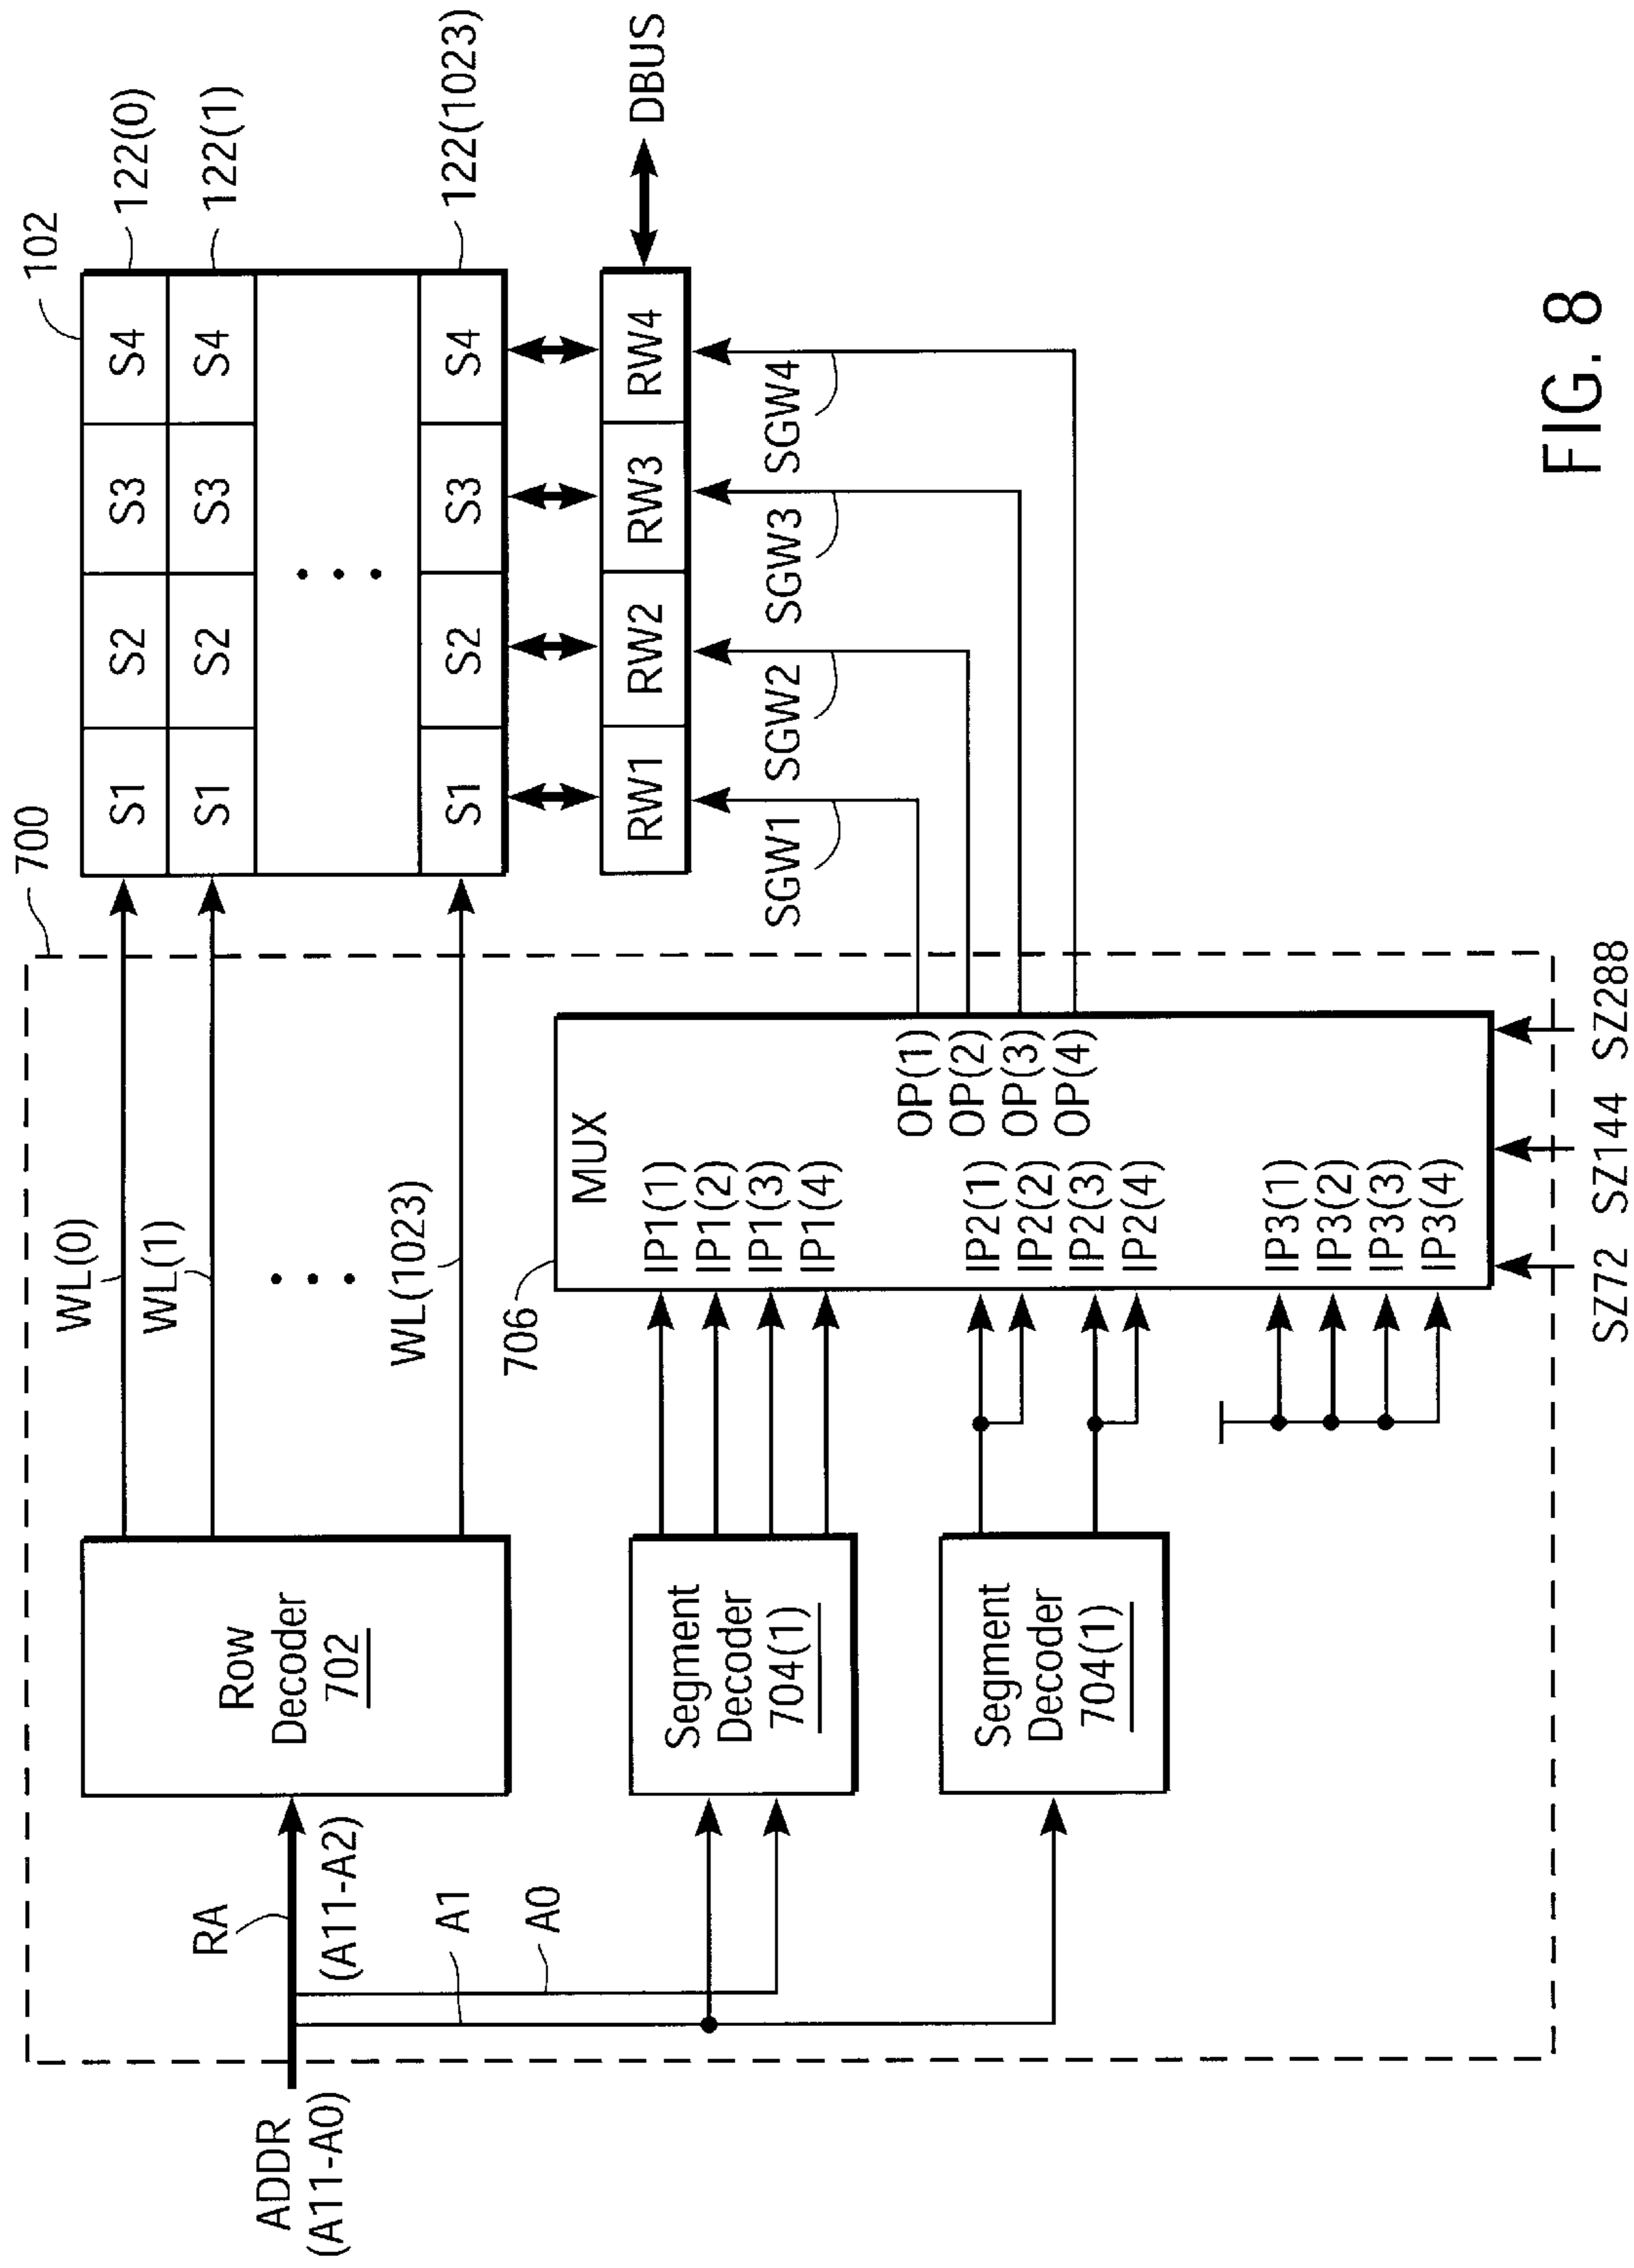 700
102
122(0)
122(1)
122(1023)
S1 S2 S3 S4
S1 S2 S3 S4
S1 S2 S3 S4
WL(0)
WL(1)
WL(1023)
Row
Decoder
702
ADDR
(A11-A0)
RA
(A11-A2)
A1
A0
RW1 RW2 RW3 RW4
DBUS
SGW1 SGW2 SGW3 SGW4
706
MUX
Segment
Decoder
704(1)
IP1(1)
IP1(2)
IP1(3)
IP1(4)
OP(1)
OP(2)
OP(3)
OP(4)
Segment
Decoder
704(1)
IP2(1)
IP2(2)
IP2(3)
IP2(4)
IP3(1)
IP3(2)
IP3(3)
IP3(4)
SZ72 SZ144 SZ288
FIG. 8